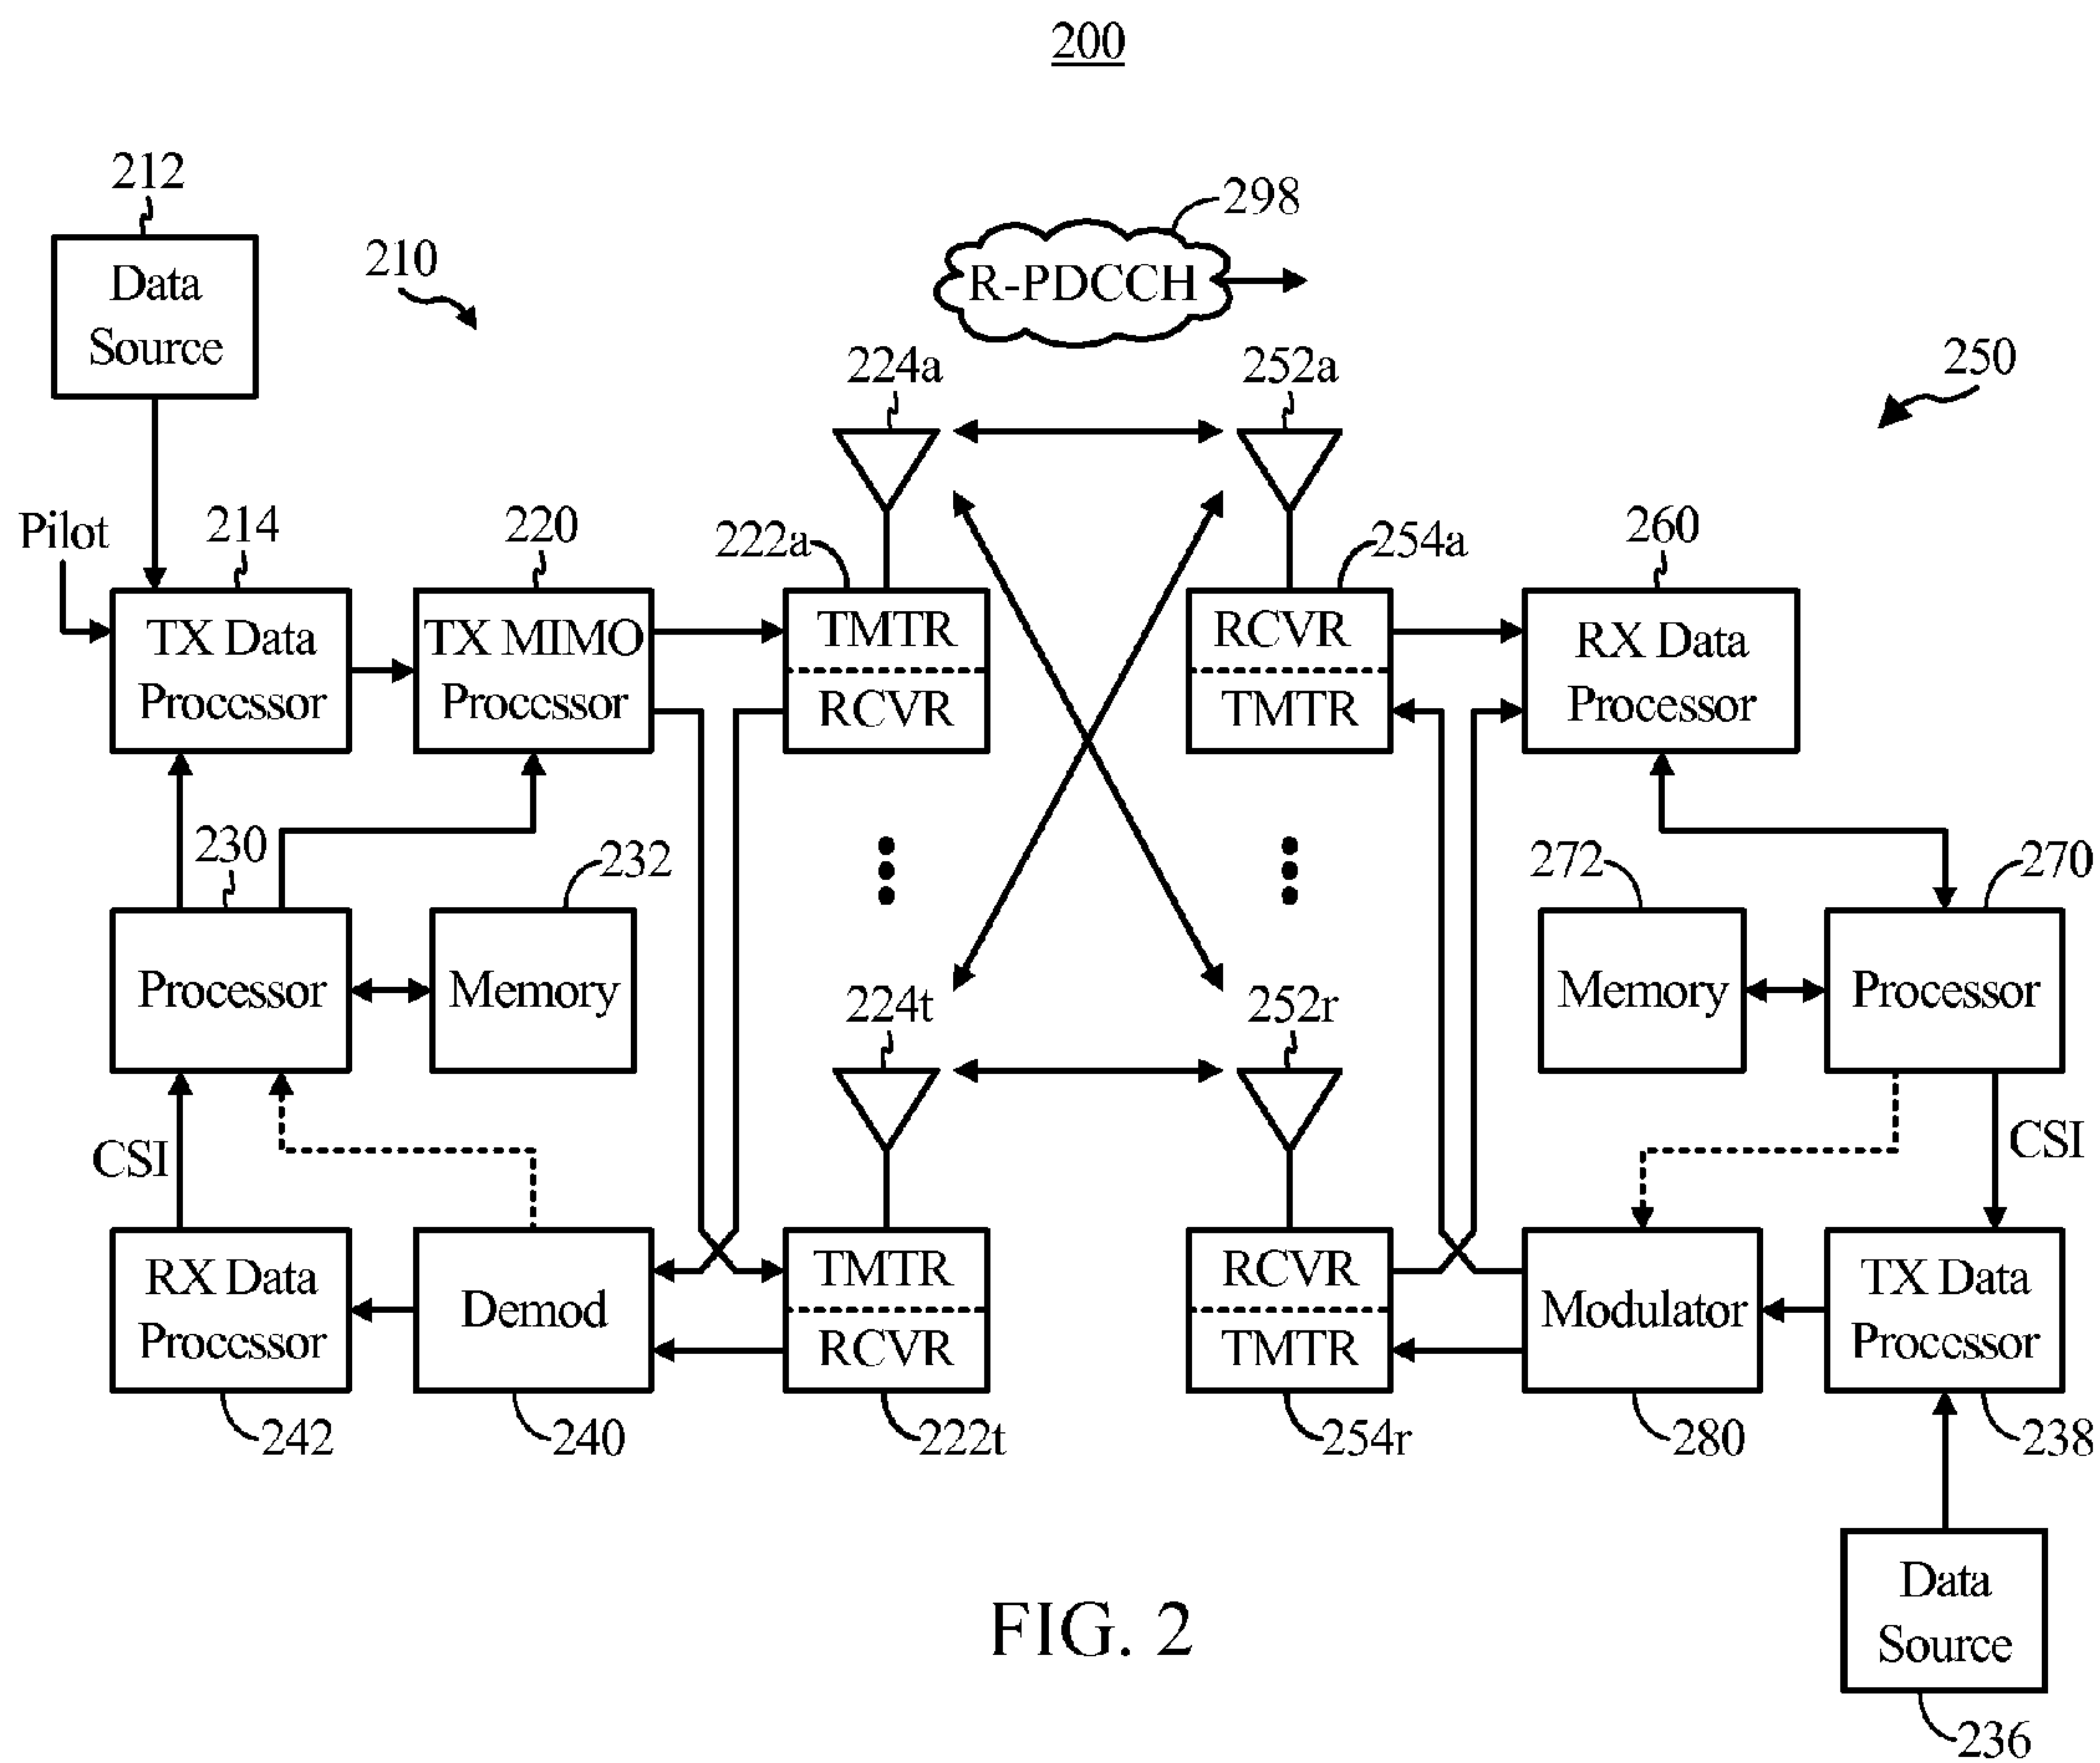 200
212
Data
Source
210
298
R-PDCCH
250
224a
252a
Pilot
214
220
222a
254a
260
TX Data
Processor
TX MIMO
Processor
TMTR
RCVR
RCVR
TMTR
RX Data
Processor
230
232
272
270
Processor
Memory
Memory
Processor
224t
252r
CSI
CSI
RX Data
Processor
Demod
TMTR
RCVR
RCVR
TMTR
Modulator
TX Data
Processor
242
240
222t
254r
280
238
Data
Source
236
FIG. 2